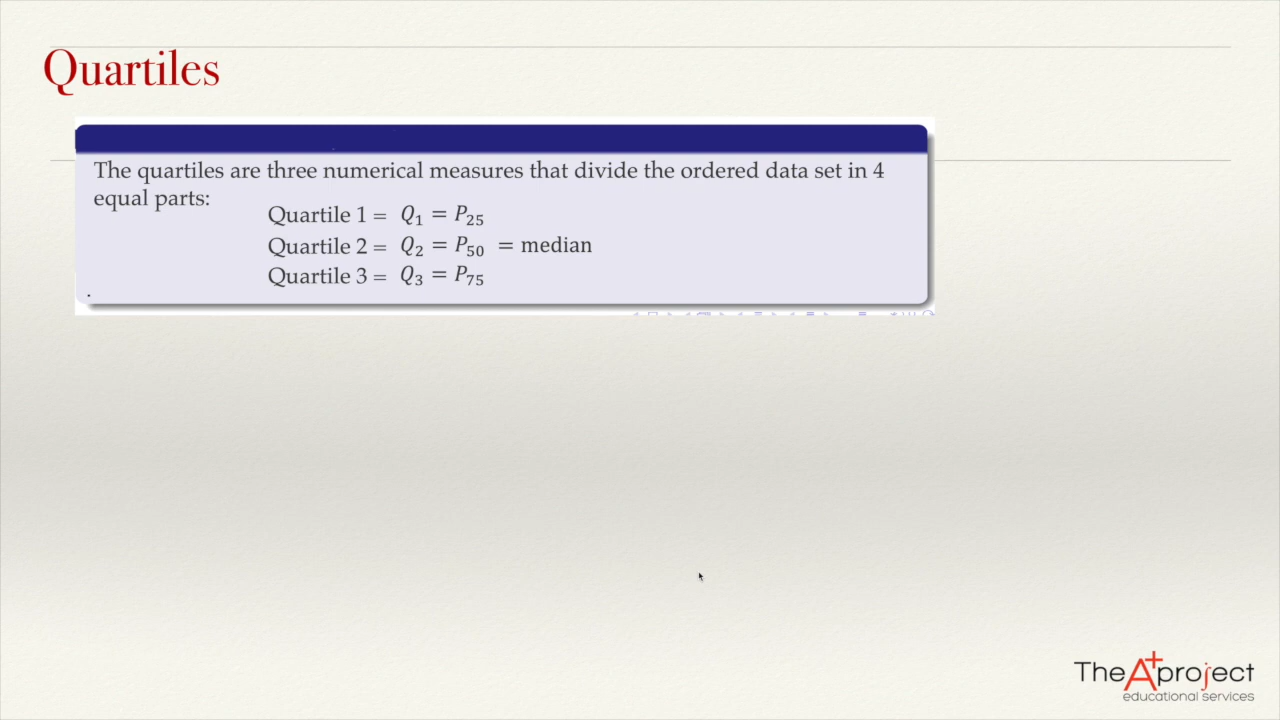 Quartiles
The quartiles are three numerical measures that divide the ordered data set in 4
equal parts:
Quartile 1 = Q₁ = P₂₅
Quartile 2 = Q₂ = P₅₀ = median
Quartile 3 = Q₃ = P₇₅
.
The A+ project
educational services